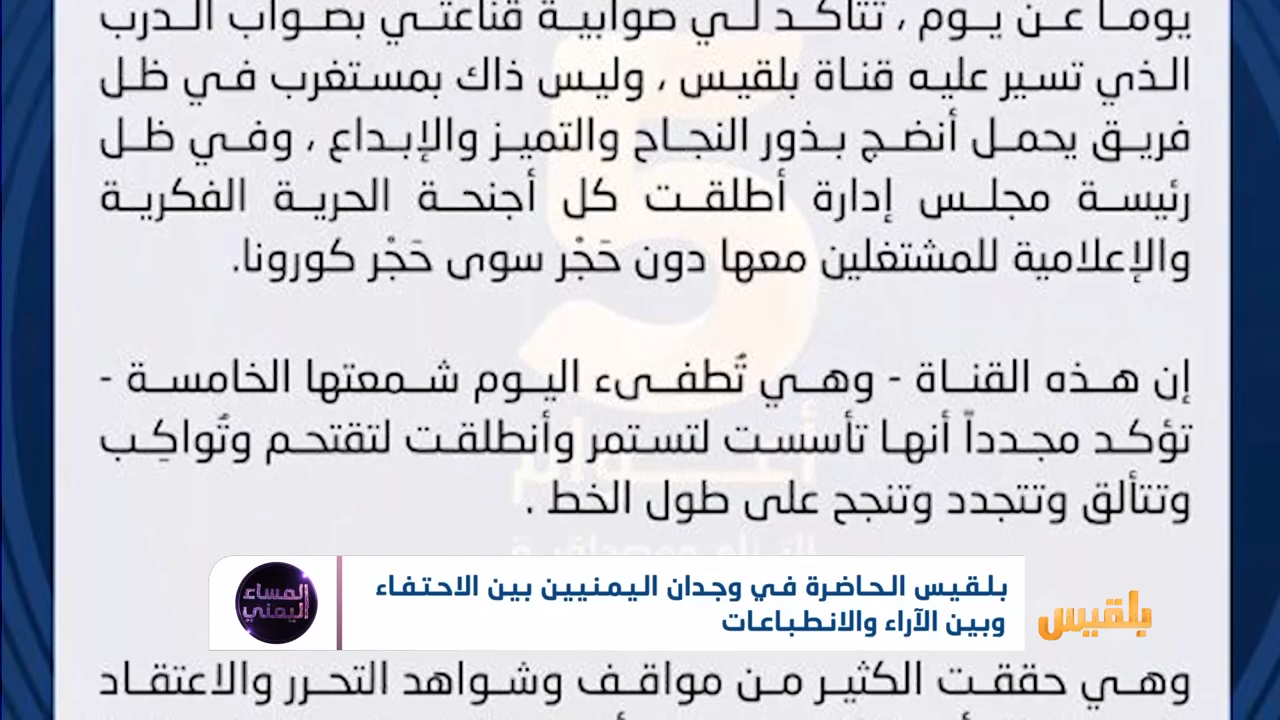 يوماً عن يوم ، تتأكد لي صوابية قناعتي بصواب الدرب
الذي تسير عليه قناة بلقيس ، وليس ذاك بمستغرب في ظل
فريق يحمل أنضج بذور النجاح والتميز والإبداع ، وفي ظل
رئيسة مجلس إدارة أطلقت كل أجنحة الحرية الفكرية
والإعلامية للمشتغلين معها دون حَجْر سوى حَجْر كورونا.
إن هذه القناة - وهي تُطفىء اليوم شمعتها الخامسة -
تؤكد مجدداً أنها تأسست لتستمر وأنطلقت لتقتحم وتُواكِب
وتتألق وتتجدد وتنجح على طول الخط .
بلقيس الحاضرة في وجدان اليمنيين بين الاحتفاء
وبين الآراء والانطباعات
المساء
اليمني
بلقيس
وهي حققت الكثير من مواقف وشواهد التحرر والاعتقاد
5
أعوام